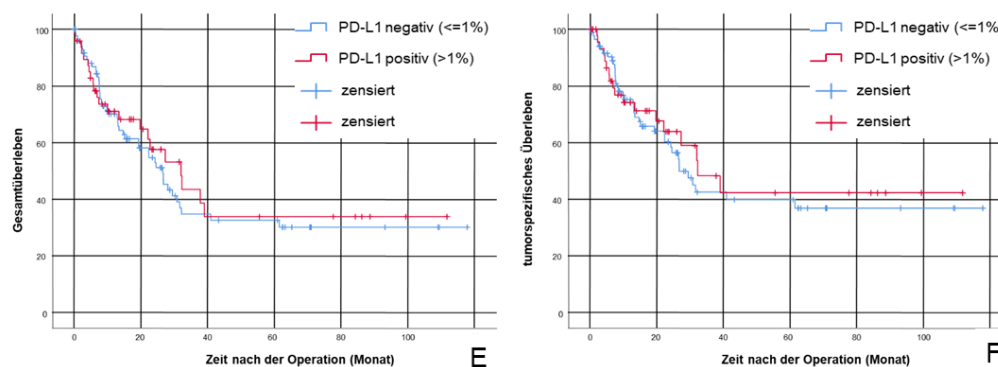 PD-L1 negativ (<=1%)
PD-L1 positiv (>1%)
zensiert
zensiert
Gesamtüberleben
100
80
60
40
20
0
0 20 40 60 80 100
Zeit nach der Operation (Monat)
E
PD-L1 negativ (<=1%
PD-L1 positiv (>1%)
zensiert
zensiert
tumorspezifisches Überleben
100
80
60
40
20
0
0 20 40 60 80 100
Zeit nach der Operation (Monat)
F